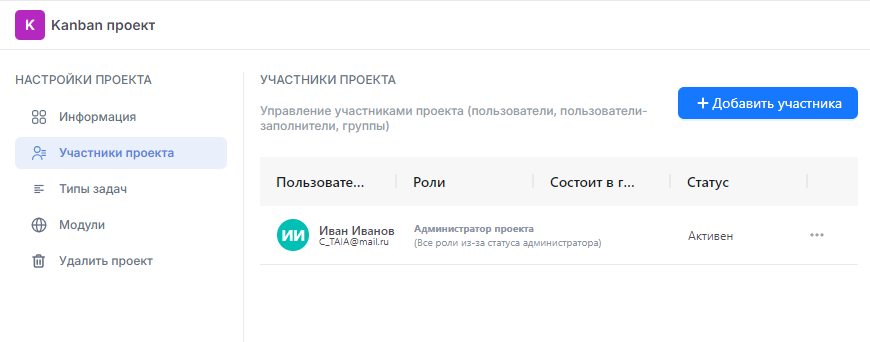 K Kanban проект
НАСТРОЙКИ ПРОЕКТА
Информация
Участники проекта
Типы задач
Модули
Удалить проект
УЧАСТНИКИ ПРОЕКТА
Управление участниками проекта (пользователи, пользователи-
заполнители, группы)
+ Добавить участника
Пользовате... Роли Состоит в г... Статус
ИИ Иван Иванов Администратор проекта Активен ...
C_TAIA@mail.ru (Все роли из-за статуса администратора)